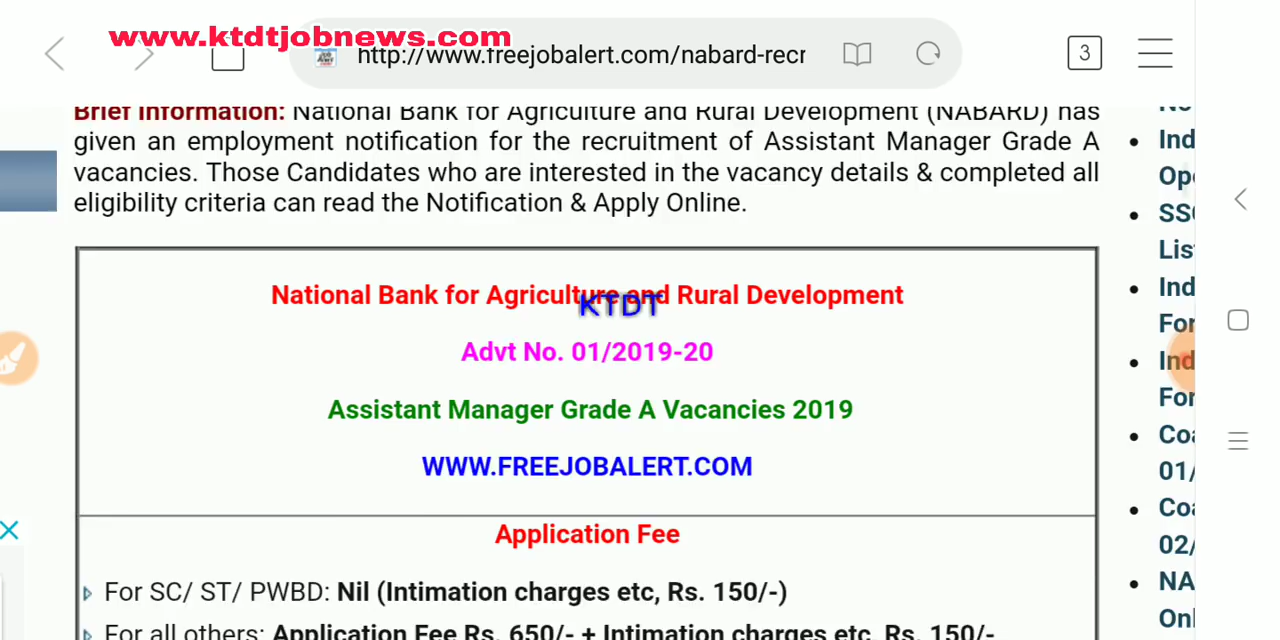 www.ktdtjobnews.com
http://www.freejobalert.com/nabard-recr
3
Brief Information: National Bank for Agriculture and Rural Development (NABARD) has
given an employment notification for the recruitment of Assistant Manager Grade A
vacancies. Those Candidates who are interested in the vacancy details & completed all
eligibility criteria can read the Notification & Apply Online.
National Bank for Agriculture and Rural Development
KTDT
Advt No. 01/2019-20
Assistant Manager Grade A Vacancies 2019
WWW.FREEJOBALERT.COM
Application Fee
For SC/ ST/ PWBD: Nil (Intimation charges etc, Rs. 150/-)
For all others: Application Fee Rs. 650/- + Intimation charges etc, Rs. 150/-
Ind
Ope
SSC
Lis
Ind
For
Ind
For
Coa
01/
Coa
02/
NA
Onl